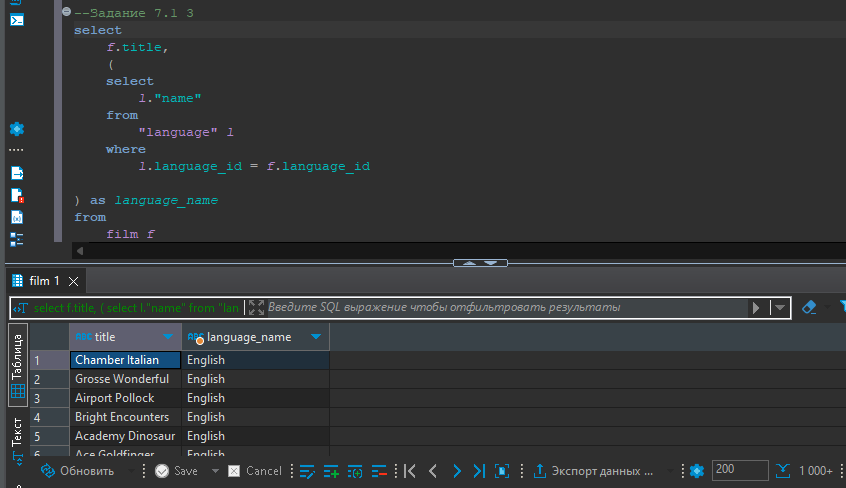 --Задание 7.1 3
select
f.title,
(
select
l."name"
from
"language" l
where
l.language_id = f.language_id
) as language_name
from
film f
film 1
select f.title, ( select l."name" from "lan
Введите SQL выражение чтобы отфильтровать результаты
Таблица
Текст
title language_name
1 Chamber Italian English
2 Grosse Wonderful English
3 Airport Pollock English
4 Bright Encounters English
5 Academy Dinosaur English
6 Ace Goldfinger English
Обновить Save Cancel Экспорт данных ... 200 1 000+